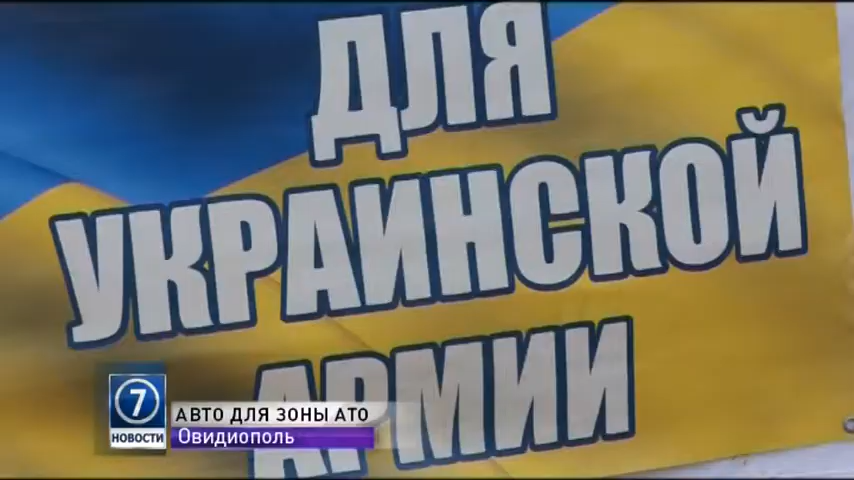 ДЛЯ
УКРАИНСКОЙ
АРМИИ
7
НОВОСТИ
АВТО ДЛЯ ЗОНЫ АТО
Овидиополь